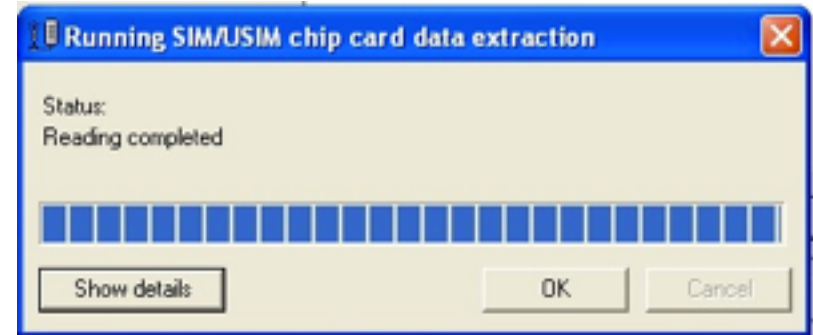 Running SIM/USIM chip card data extraction
Status:
Reading completed
Show details
OK
Cancel